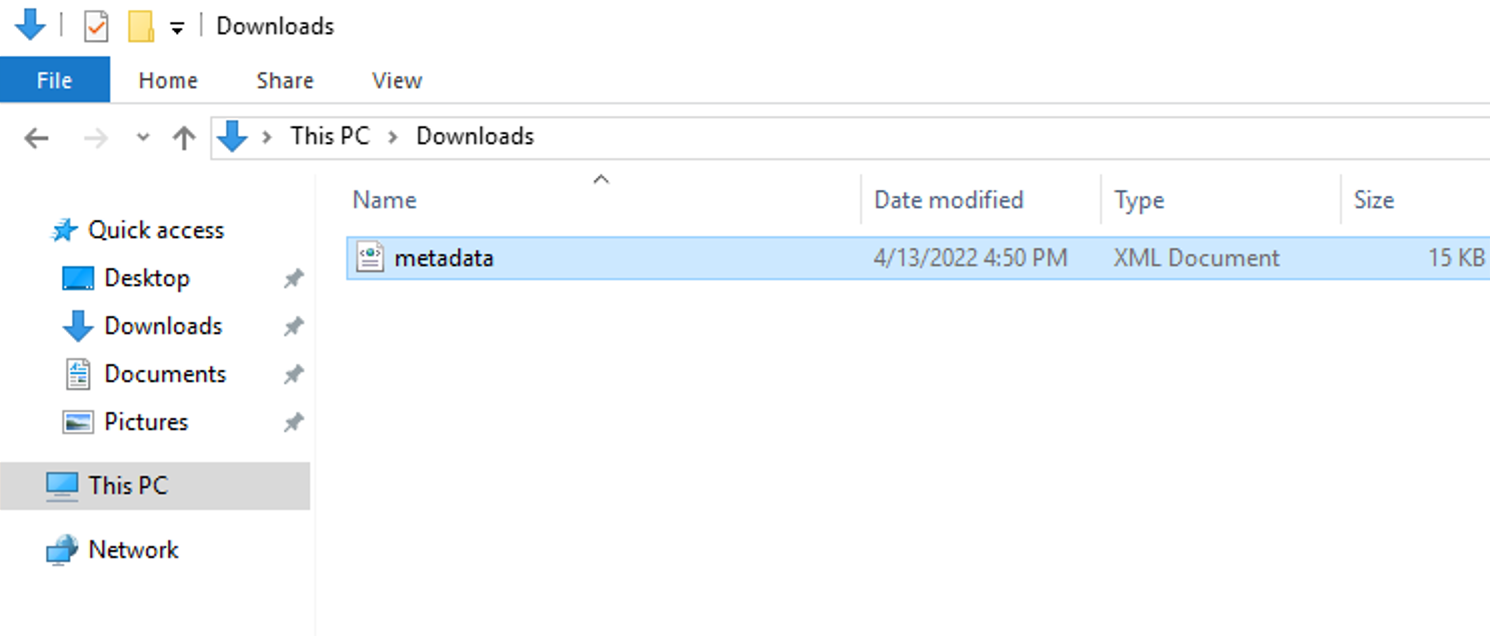 Downloads
File Home Share View
This PC Downloads
Name Date modified Type Size
metadata 4/13/2022 4:50 PM XML Document 15 KB
Quick access
Desktop
Downloads
Documents
Pictures
This PC
Network